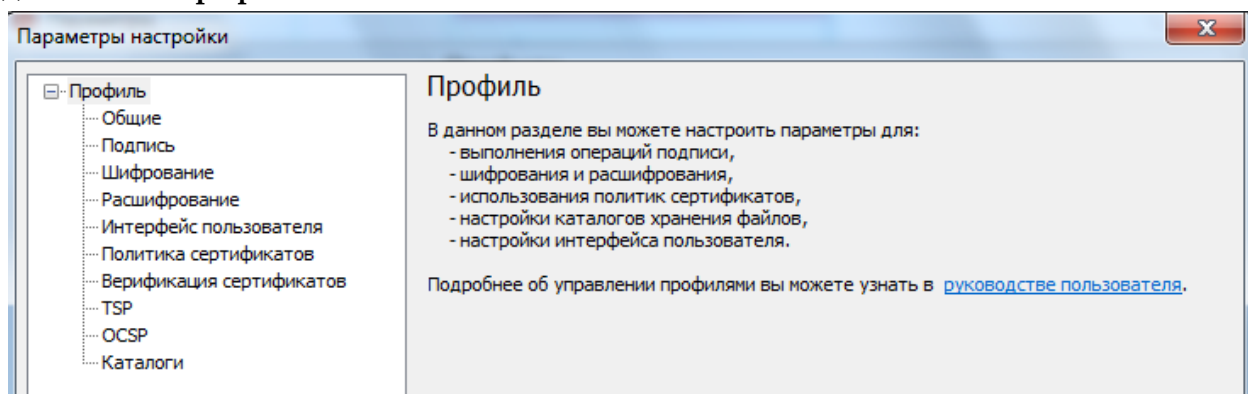 Параметры настройки
Профиль
Общие
Подпись
Шифрование
Расшифрование
Интерфейс пользователя
Политика сертификатов
Верификация сертификатов
TSP
OCSP
Каталоги
Профиль
В данном разделе вы можете настроить параметры для:
- выполнения операций подписи,
- шифрования и расшифрования,
- использования политик сертификатов,
- настройки каталогов хранения файлов,
- настройки интерфейса пользователя.
Подробнее об управлении профилями вы можете узнать в руководстве пользователя.